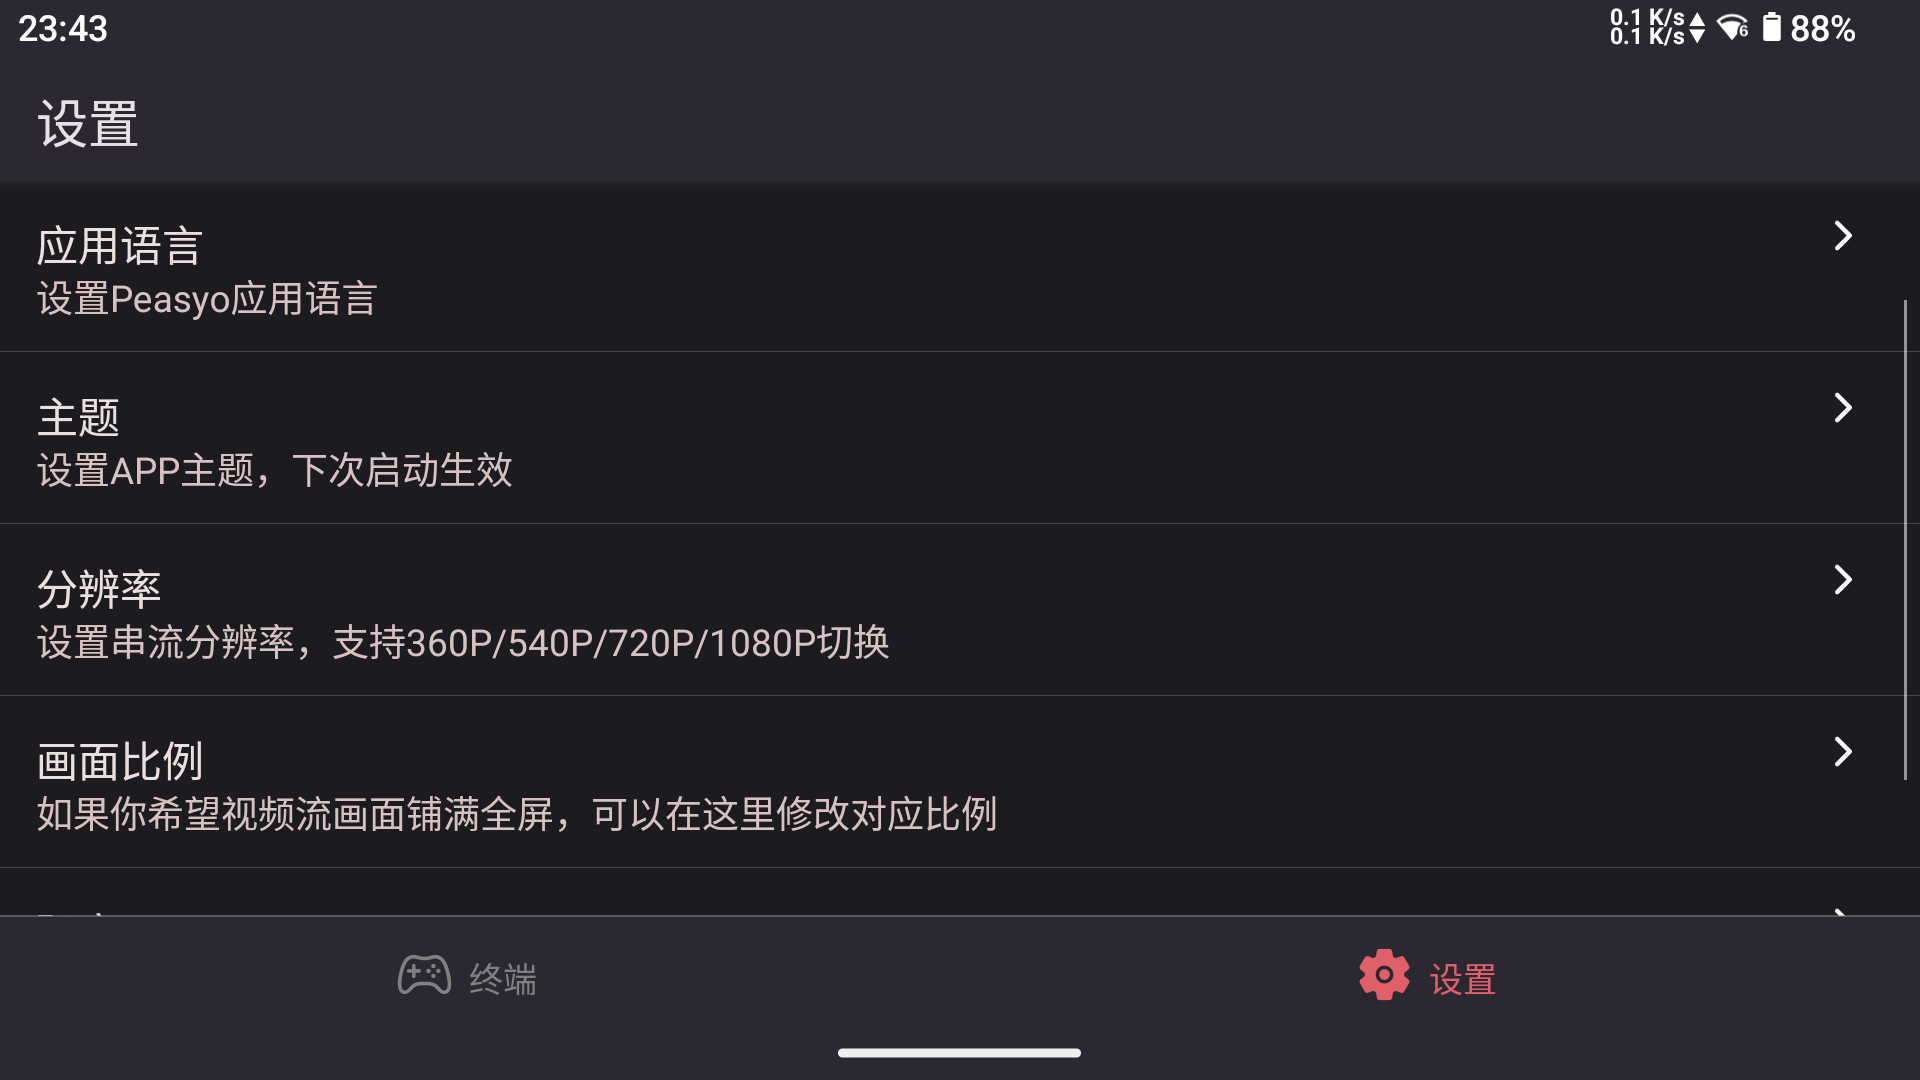 23:43
0.1 K/s
0.1 K/s
6
88%
设置
应用语言
设置Peasyo应用语言
主题
设置APP主题，下次启动生效
分辨率
设置串流分辨率，支持360P/540P/720P/1080P切换
画面比例
如果你希望视频流画面铺满全屏，可以在这里修改对应比例
终端
设置